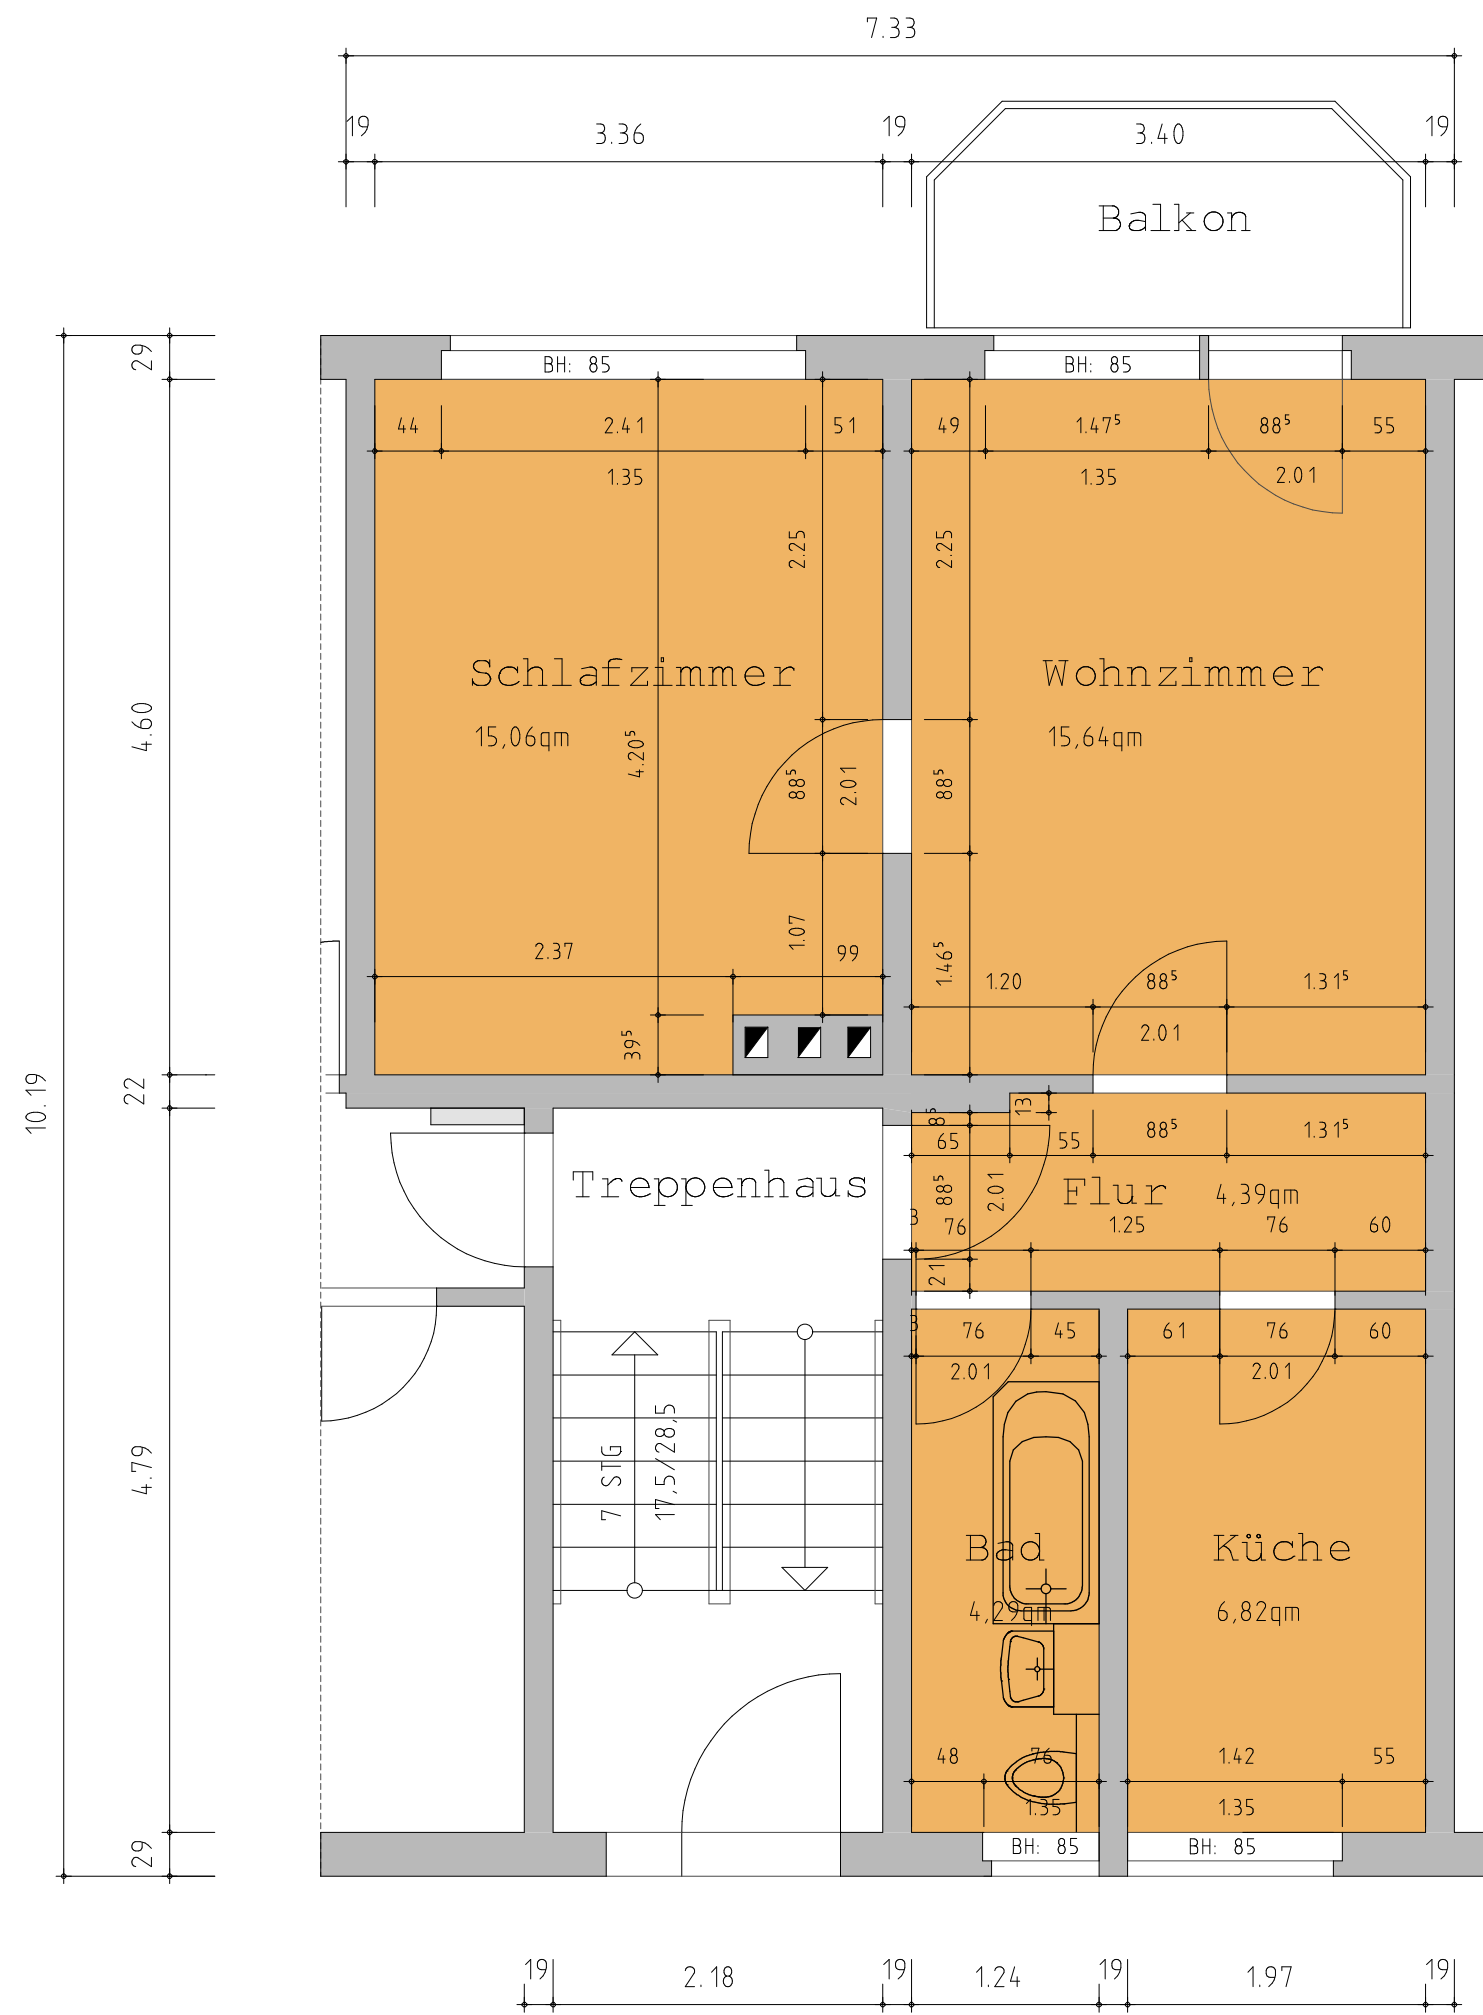 7.33
19 3.36 19 3.40 19
Balkon
29
BH: 85 BH: 85
44 2.41 51 49 1.47⁵ 88⁵ 55
1.35 1.35 2.01
2.25 2.25
Schlafzimmer Wohnzimmer
15,06qm 15,64qm
4.60
4.20⁵
88⁵ 2.01 88⁵
2.37 1.07 99 1.46⁵ 1.20 88⁵ 1.31⁵
39⁵ 2.01
10.19
22
13
8⁵
65 55 88⁵ 1.31⁵
Treppenhaus
88⁵ 2.01 Flur 4,39qm
3 76 1.25 76 60
21
3 76 45 61 76 60
2.01 2.01
4.79
7 STG
17,5/28,5
Bad Küche
4,29qm 6,82qm
48 76 1.42 55
1.35 1.35
29
BH: 85 BH: 85
19 2.18 19 1.24 19 1.97 19